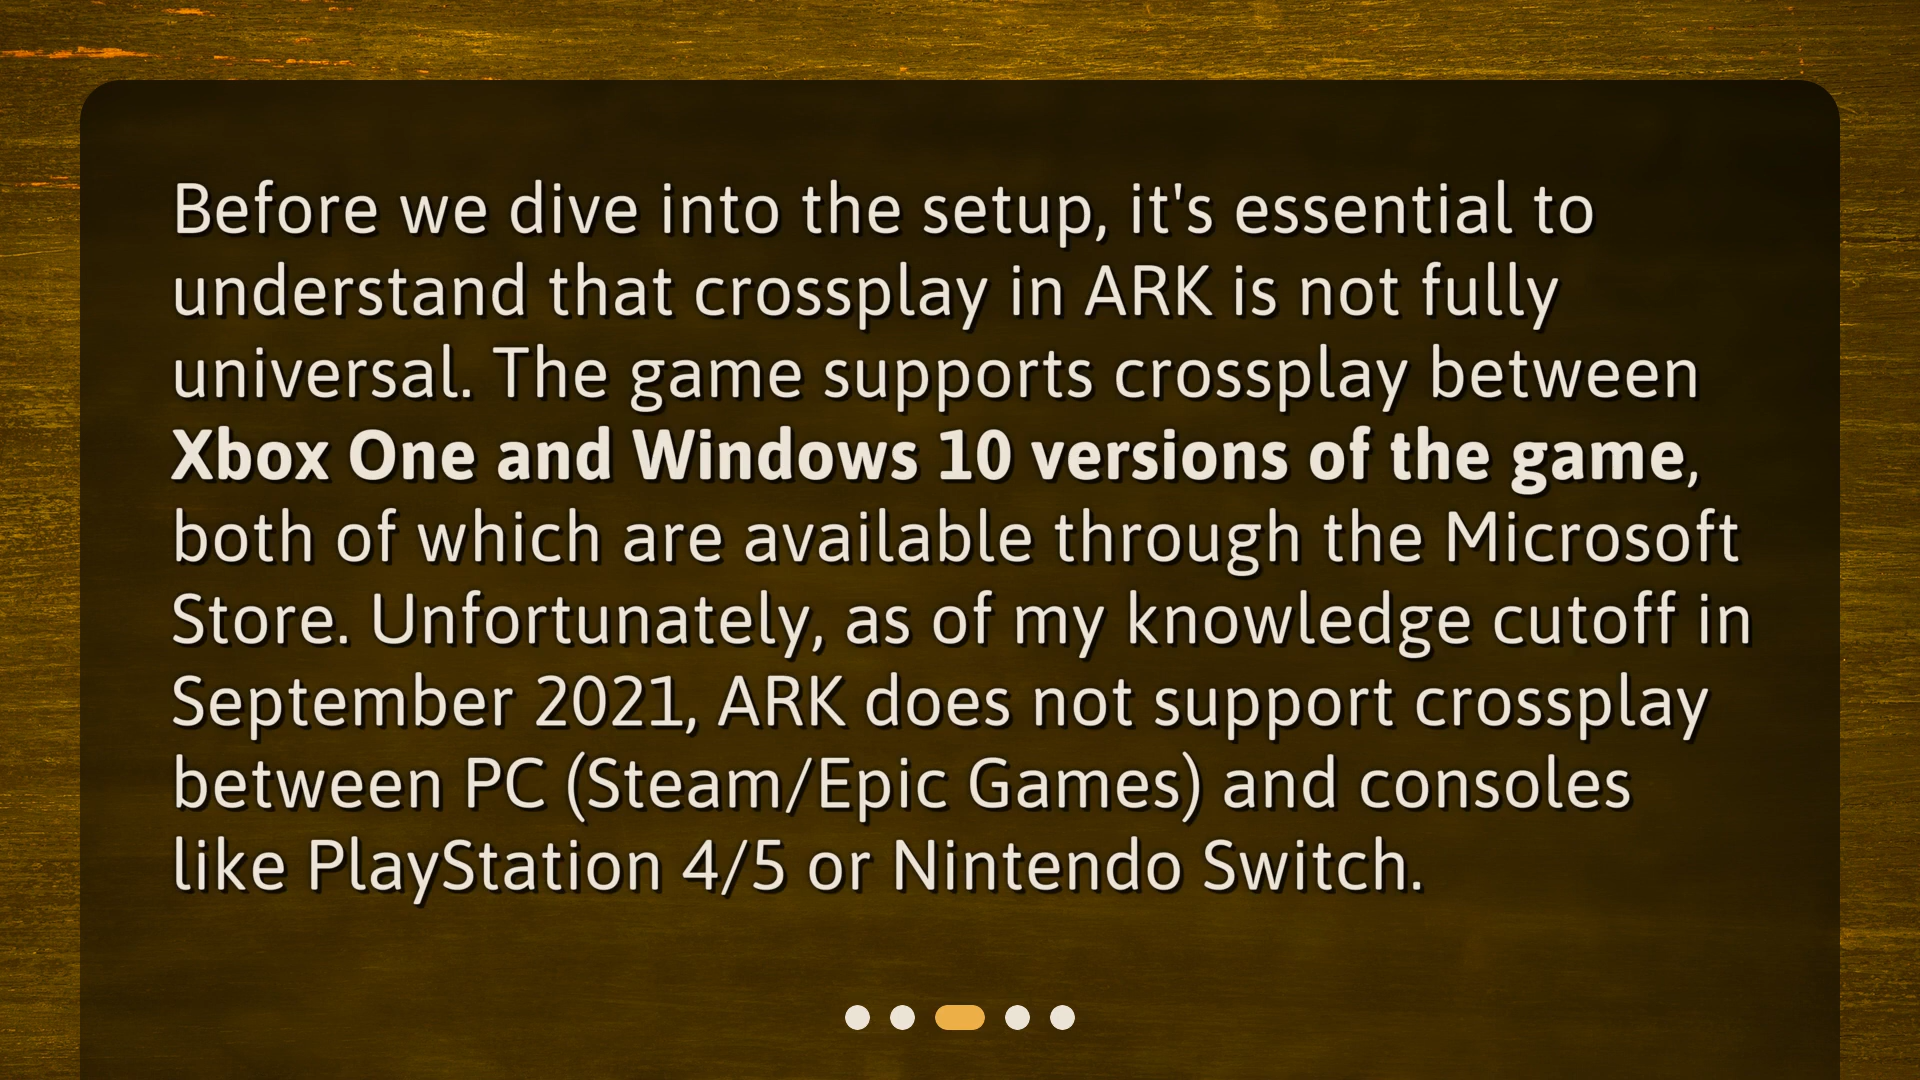 Before we dive into the setup, it's essential to
understand that crossplay in ARK is not fully
universal. The game supports crossplay between
Xbox One and Windows 10 versions of the game,
both of which are available through the Microsoft
Store. Unfortunately, as of my knowledge cutoff in
September 2021, ARK does not support crossplay
between PC (Steam/Epic Games) and consoles
like PlayStation 4/5 or Nintendo Switch.